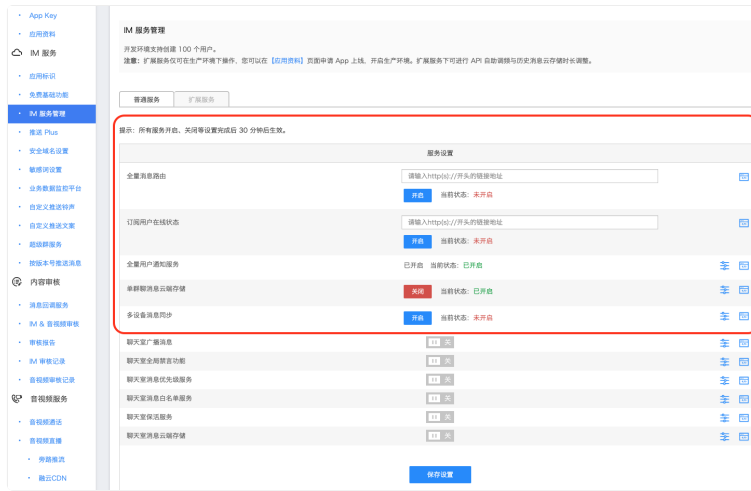 App Key
应用资料
IM 服务
应用标识
免费基础功能
IM 服务管理
推送 Plus
安全域名设置
敏感词设置
业务数据监控平台
自定义推送铃声
自定义推送文案
超级群服务
按版本号推送消息
内容审核
消息回调服务
IM & 音视频审核
审核报告
IM 审核记录
音视频审核记录
音视频服务
音视频通话
音视频直播
旁路推流
融云CDN
IM 服务管理
开发环境支持创建 100 个用户。
注意：扩展服务仅可在生产环境下操作，您可以在【应用资料】页面申请 App 上线，开启生产环境。扩展服务下可进行 API 自助调频与历史消息云存储时长调整。
普通服务 扩展服务
提示：所有服务开启、关闭等设置完成后 30 分钟后生效。
服务设置
全量消息路由 请输入http(s)://开头的链接地址
开启 当前状态：未开启
订阅用户在线状态 请输入http(s)://开头的链接地址
开启 当前状态：未开启
全量用户通知服务 已开启 当前状态：已开启
单群聊消息云端存储 关闭 当前状态：已开启
多设备消息同步 开启 当前状态：未开启
聊天室广播消息 关
聊天室全局禁言功能 关
聊天室消息优先级服务 关
聊天室消息白名单服务 关
聊天室保活服务 关
聊天室消息云端存储 关
保存设置